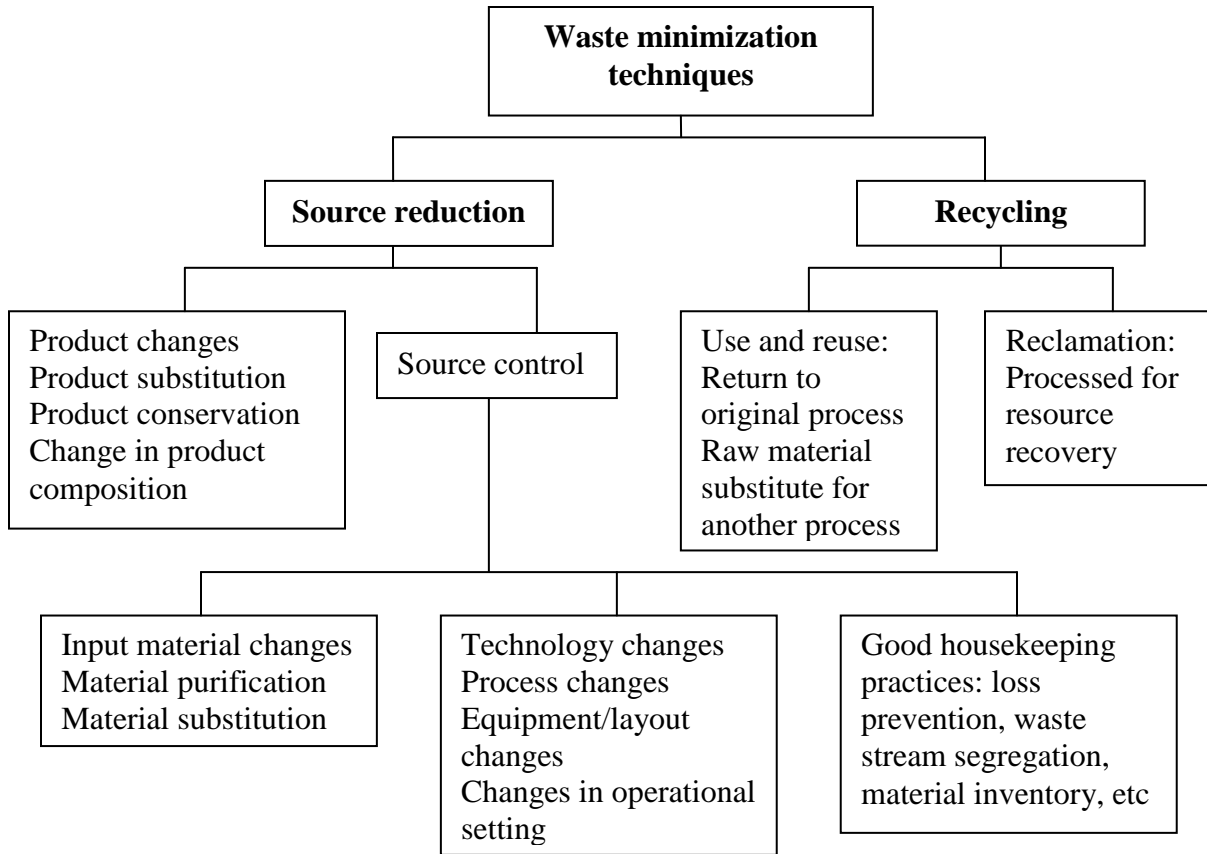 Waste minimization
techniques
Source reduction
Recycling
Product changes
Product substitution
Product conservation
Change in product
composition
Source control
Use and reuse:
Return to
original process
Raw material
substitute for
another process
Reclamation:
Processed for
resource
recovery
Input material changes
Material purification
Material substitution
Technology changes
Process changes
Equipment/layout
changes
Changes in operational
setting
Good housekeeping
practices: loss
prevention, waste
stream segregation,
material inventory, etc